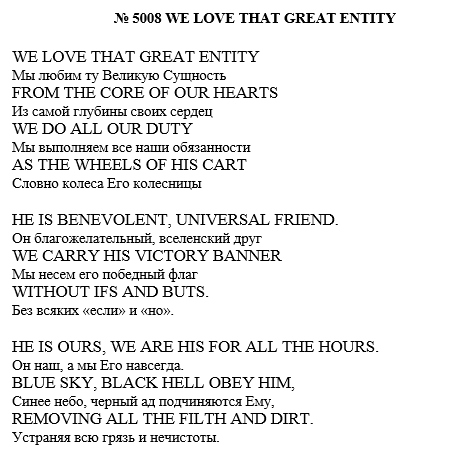 № 5008 WE LOVE THAT GREAT ENTITY
WE LOVE THAT GREAT ENTITY
Мы любим ту Великую Сущность
FROM THE CORE OF OUR HEARTS
Из самой глубины своих сердец
WE DO ALL OUR DUTY
Мы выполняем все наши обязанности
AS THE WHEELS OF HIS CART
Словно колеса Его колесницы
HE IS BENEVOLENT, UNIVERSAL FRIEND.
Он благожелательный, вселенский друг
WE CARRY HIS VICTORY BANNER
Мы несем его победный флаг
WITHOUT IFS AND BUTS.
Без всяких «если» и «но».
HE IS OURS, WE ARE HIS FOR ALL THE HOURS.
Он наш, а мы Его навсегда.
BLUE SKY, BLACK HELL OBEY HIM,
Синее небо, черный ад подчиняются Ему,
REMOVING ALL THE FILTH AND DIRT.
Устраняя всю грязь и нечистоты.